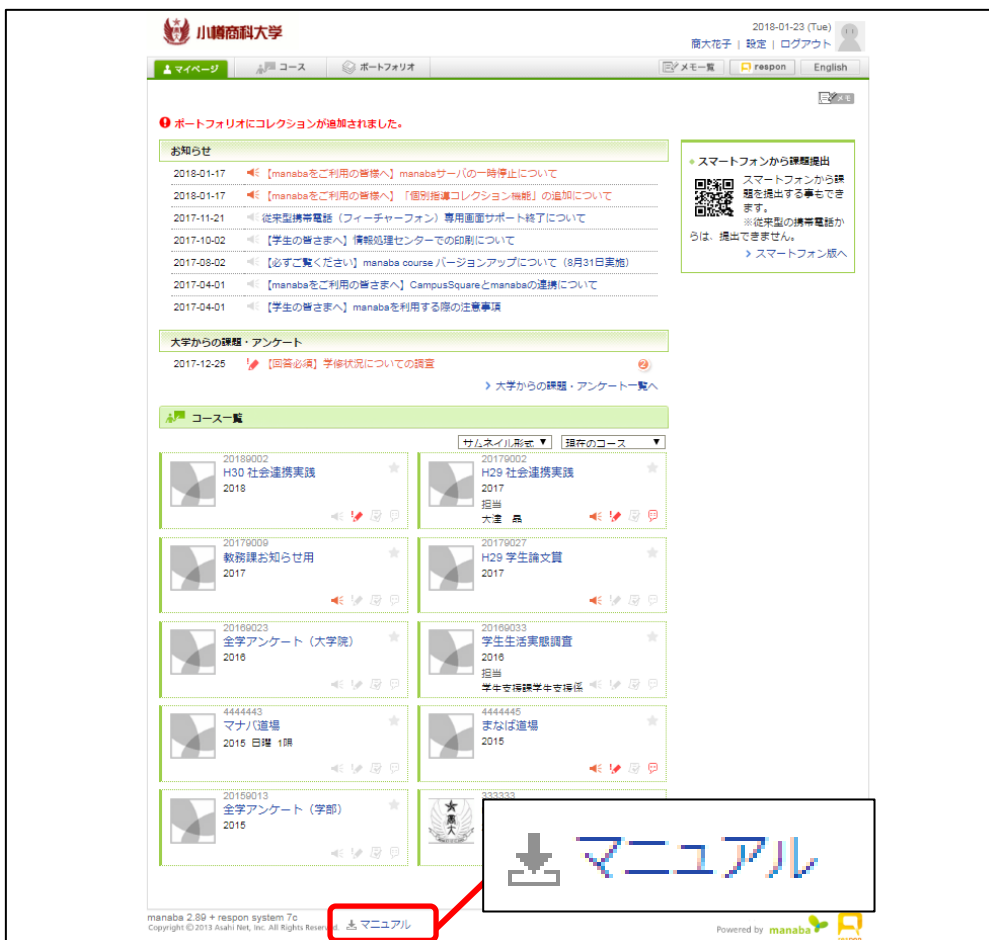 小樽商科大学
2018-01-23 (Tue)
商大花子 | 設定 | ログアウト
マイページ コース ポートフォリオ メモ一覧 respon English
メモ
ポートフォリオにコレクションが追加されました。
お知らせ
2018-01-17 【manabaをご利用の皆様へ】manabaサーバの一時停止について
2018-01-17 【manabaをご利用の皆様へ】「個別指導コレクション機能」の追加について
2017-11-21 従来型携帯電話（フィーチャーフォン）専用画面サポート終了について
2017-10-02 【学生の皆さまへ】情報処理センターでの印刷について
2017-08-02 【必ずご覧ください】manaba course バージョンアップについて（8月31日実施）
2017-04-01 【manabaをご利用の皆さまへ】CampusSquareとmanabaの連携について
2017-04-01 【学生の皆さまへ】manabaを利用する際の注意事項
スマートフォンから課題提出
スマートフォンから課
題を提出する事もでき
ます。
※従来型の携帯電話か
らは、提出できません。
スマートフォン版へ
大学からの課題・アンケート
2017-12-25 【回答必須】学修状況についての調査 2
大学からの課題・アンケート一覧へ
コース一覧
サムネイル形式 ▼ 現在のコース ▼
20189002
H30 社会連携実践
2018
20179002
H29 社会連携実践
2017
担当
大津 晶
20179009
教務課お知らせ用
2017
20179027
H29 学生論文賞
2017
20169023
全学アンケート（大学院）
2016
20169033
学生生活実態調査
2016
担当
学生支援課学生支援係
4444443
マナバ道場
2015 日曜 1限
4444445
まなば道場
2015
20159013
全学アンケート（学部）
2015
333333
マニュアル
manaba 2.89 + respon system 7c
Copyright © 2013 Asahi Net, Inc. All Rights Reserved.
マニュアル
Powered by manaba